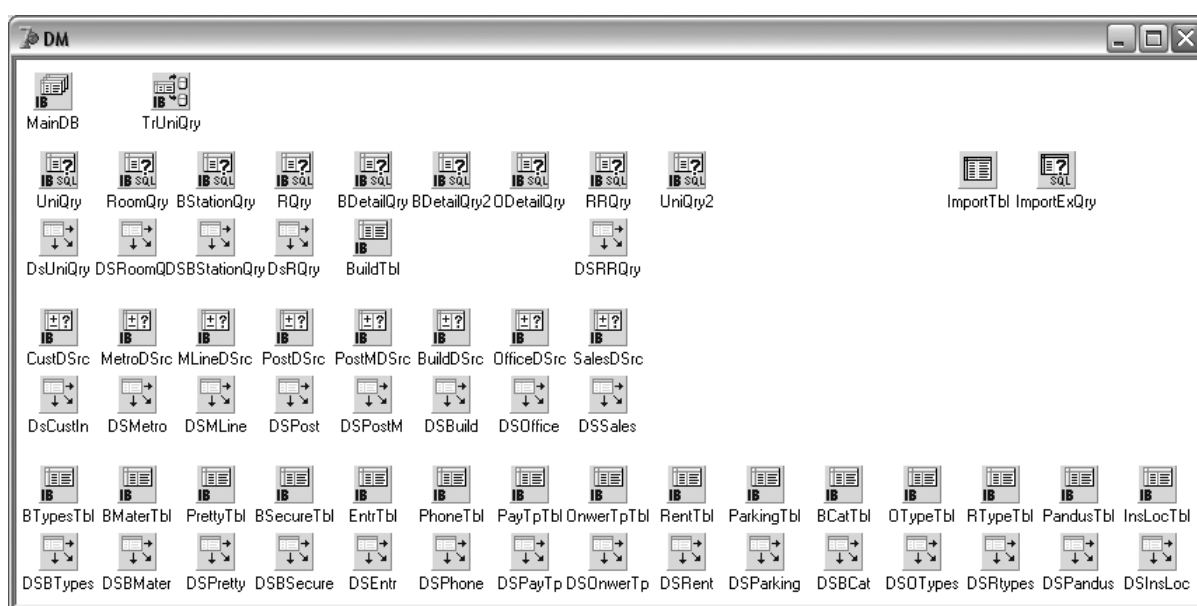 DM
MainDB TrUniQry
UniQry RoomQry BStationQry RQry BDetailQry BDetailQry2 ODetailQry RRQry UniQry2 ImportTbl ImportExQry
DsUniQry DSRoomQ DSBStationQry DsRQry BuildTbl DSRRQry
CustDSrc MetroDSrc MLineDSrc PostDSrc PostMDSrc BuildDSrc OfficeDSrc SalesDSrc
DsCustIn DSMetro DSMLine DSPost DSPostM DSBuild DSOffice DSSales
BTypesTbl BMaterTbl PrettyTbl BSecureTbl EntrTbl PhoneTbl PayTpTbl OnwerTpTbl RentTbl ParkingTbl BCatTbl OTypeTbl RTypeTbl PandusTbl InsLocTbl
DSBTypes DSBMater DSPretty DSBSecure DSEntr DSPhone DSPayTp DSOnwerTp DSRent DSParking DSBCat DSOTypes DSRtypes DSPandus DSInsLoc